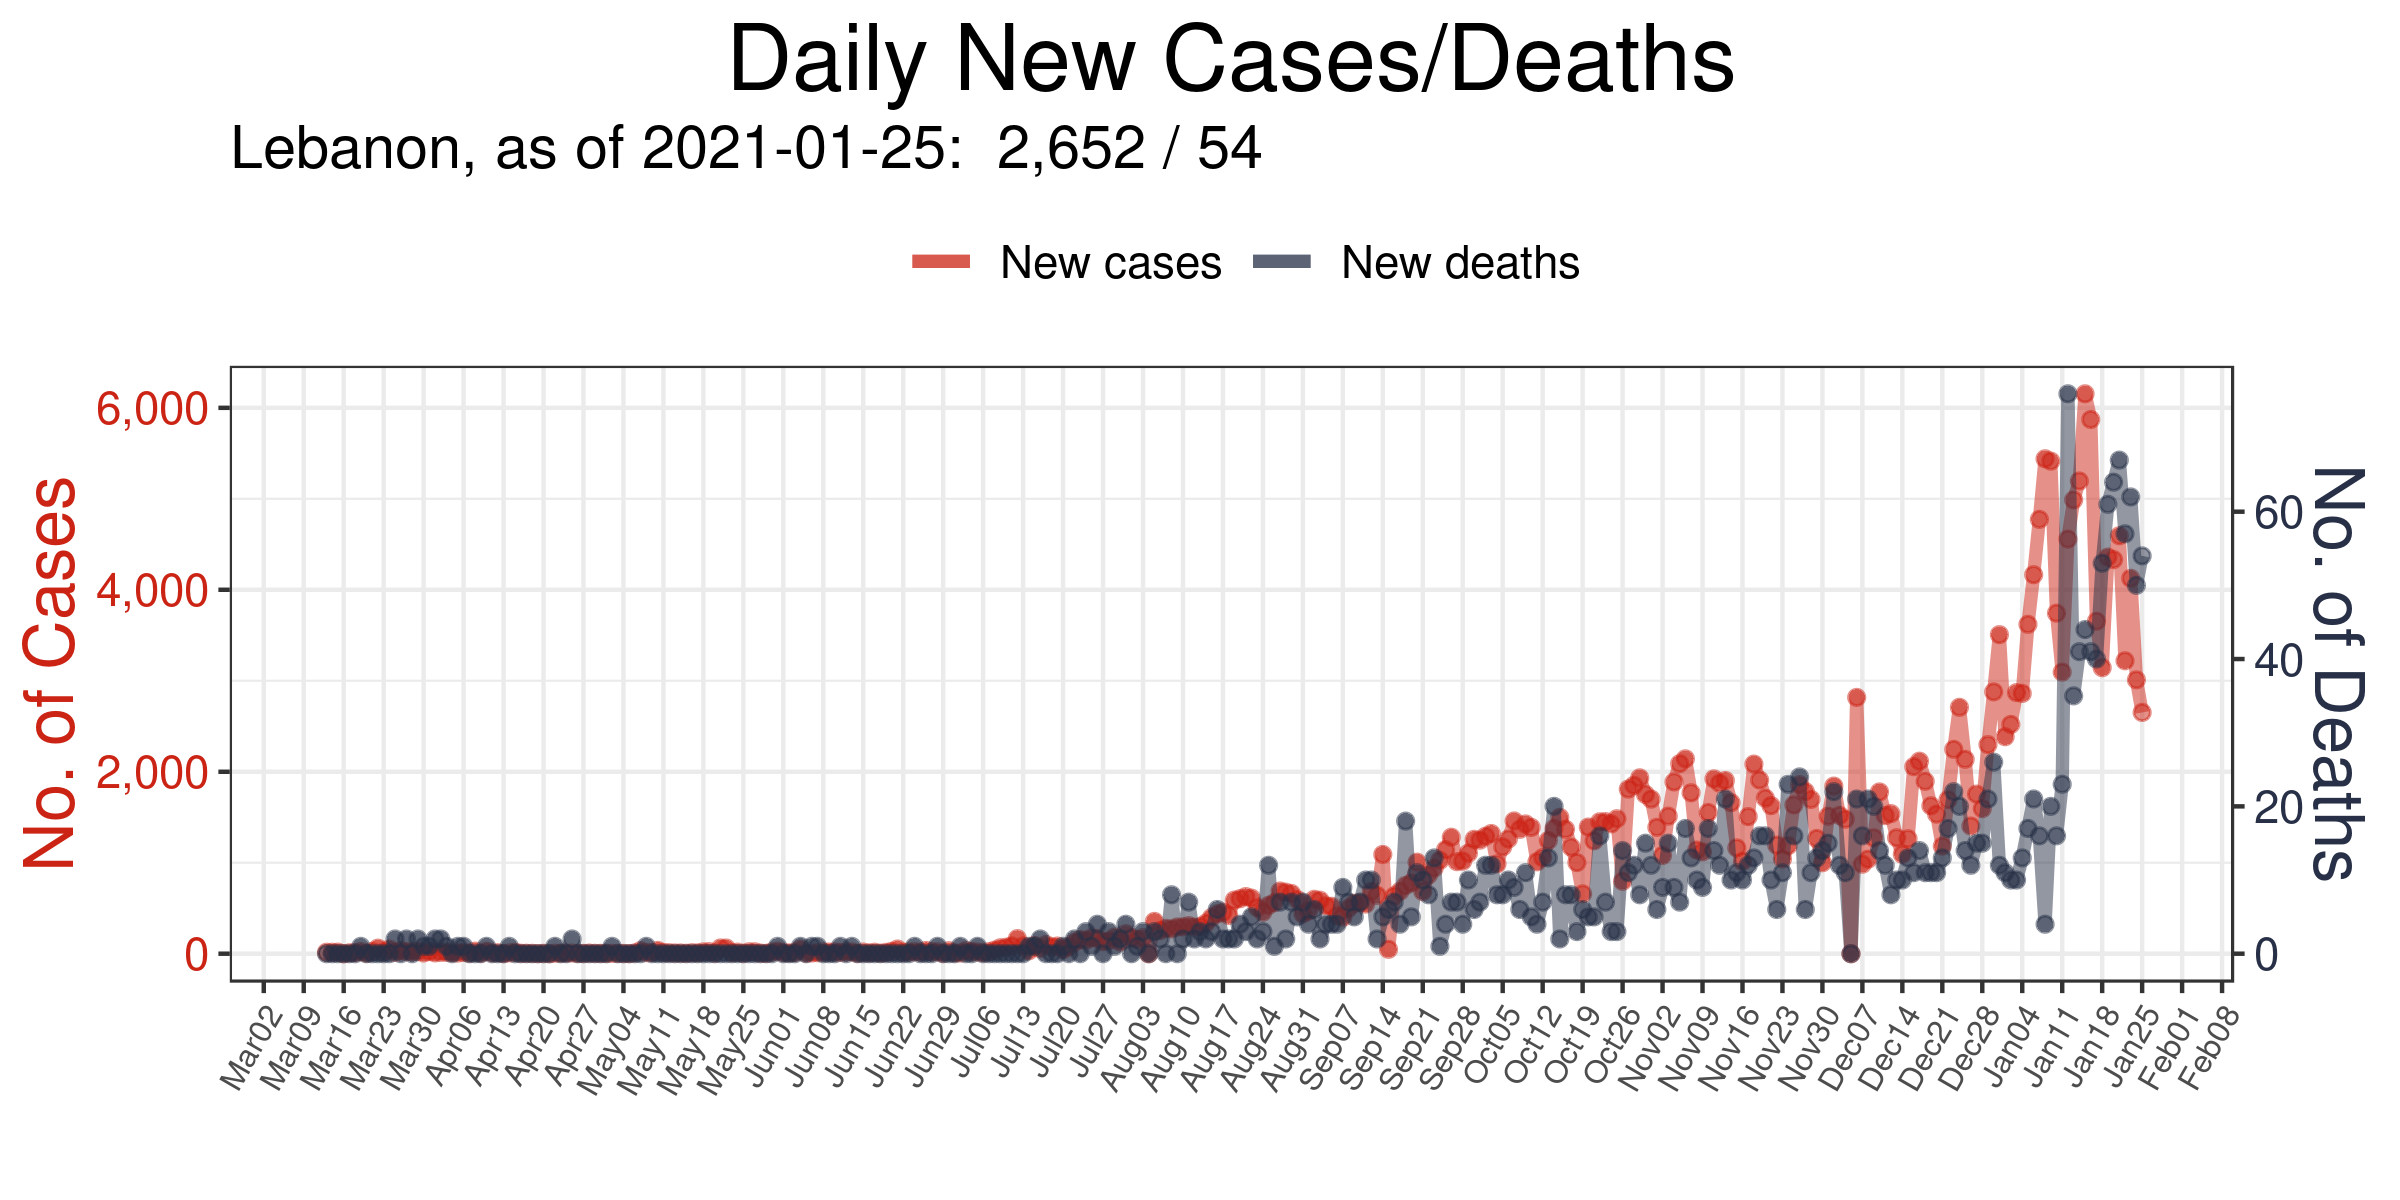 Daily New Cases/Deaths
Lebanon, as of 2021-01-25:  2,652 / 54
New cases
New deaths
No. of Cases
6,000
4,000
2,000
0
60
40
20
0
No. of Deaths
Mar02
Mar09
Mar16
Mar23
Mar30
Apr06
Apr13
Apr20
Apr27
May04
May11
May18
May25
Jun01
Jun08
Jun15
Jun22
Jun29
Jul06
Jul13
Jul20
Jul27
Aug03
Aug10
Aug17
Aug24
Aug31
Sep07
Sep14
Sep21
Sep28
Oct05
Oct12
Oct19
Oct26
Nov02
Nov09
Nov16
Nov23
Nov30
Dec07
Dec14
Dec21
Dec28
Jan04
Jan11
Jan18
Jan25
Feb01
Feb08